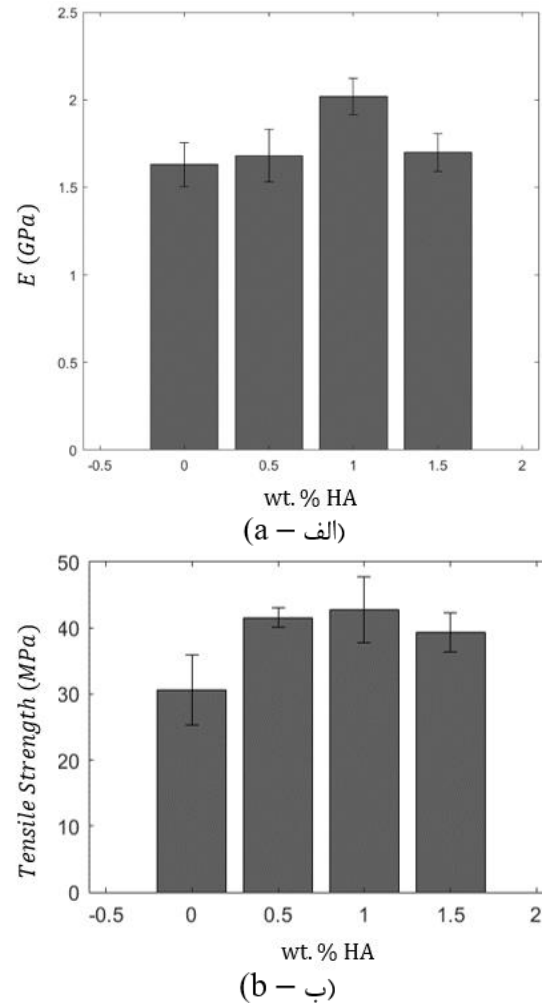 2.5
2
1.5
1
0.5
0
E (GPa)
-0.5 0 0.5 1 1.5 2
wt. % HA
(a – الف)
50
40
30
20
10
0
Tensile Strength (MPa)
-0.5 0 0.5 1 1.5 2
wt. % HA
(b – ب)